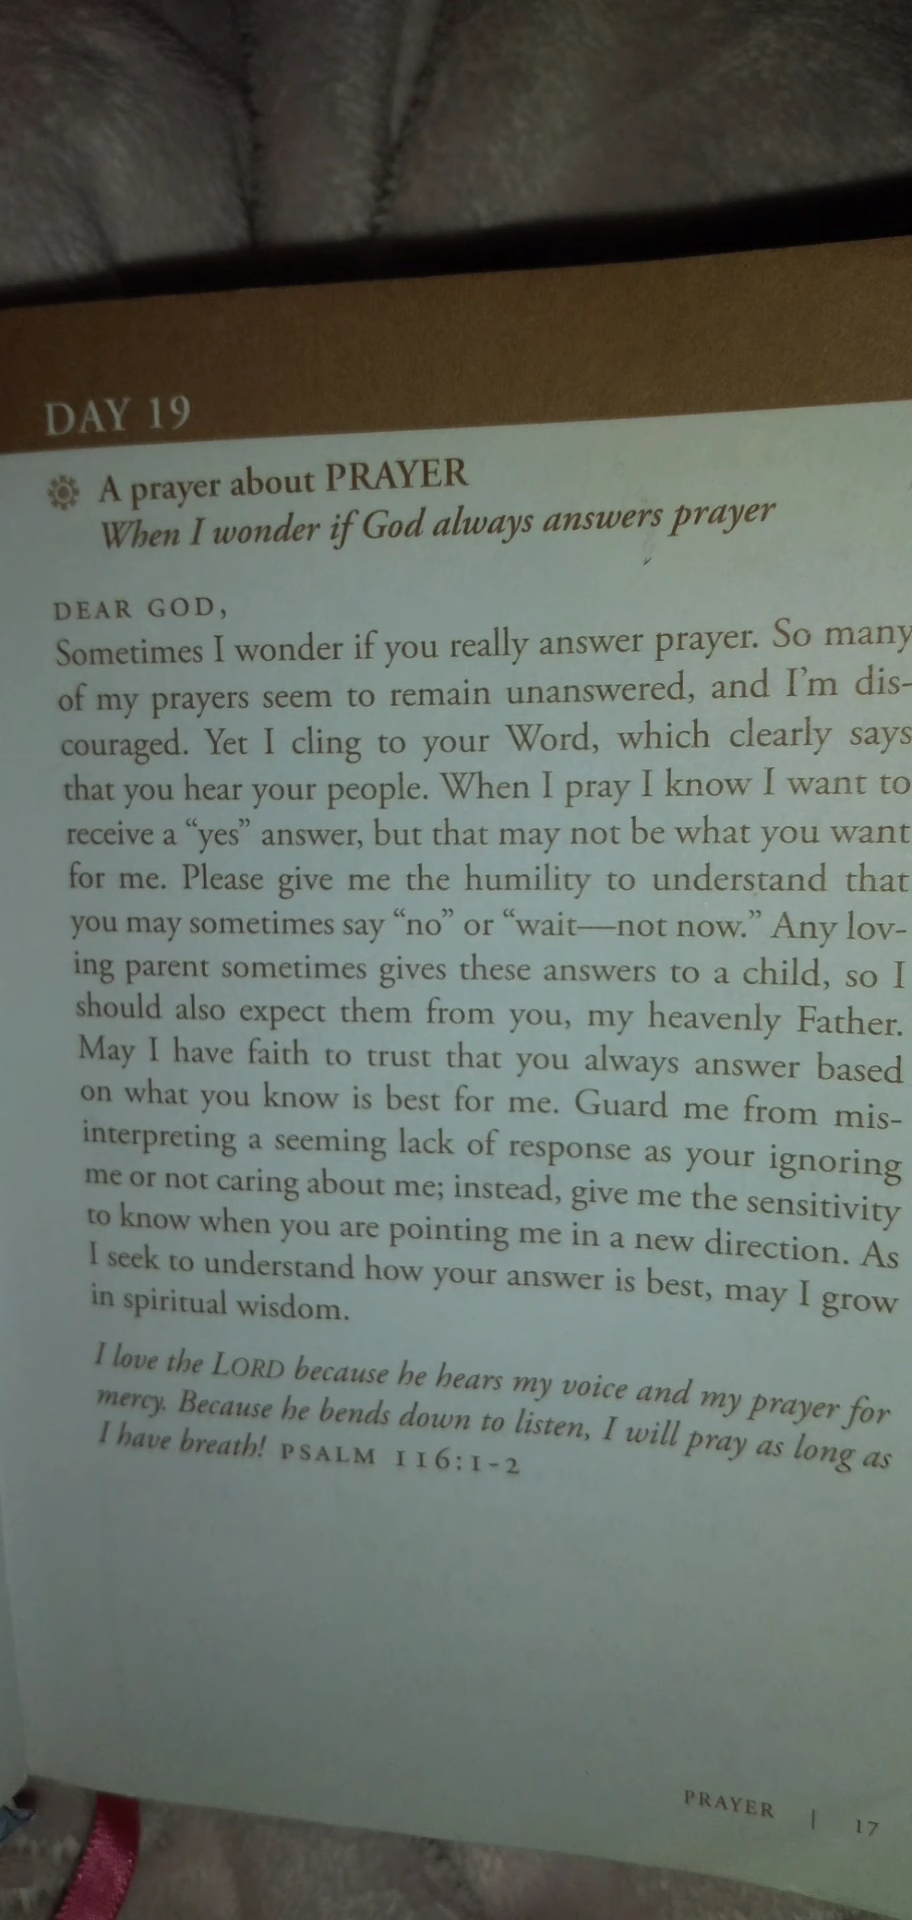 DAY 19
A prayer about PRAYER
When I wonder if God always answers prayer
DEAR GOD,
Sometimes I wonder if you really answer prayer. So many
of my prayers seem to remain unanswered, and I'm dis-
couraged. Yet I cling to your Word, which clearly says
that you hear your people. When I pray I know I want to
receive a “yes” answer, but that may not be what you want
for me. Please give me the humility to understand that
you may sometimes say “no” or “wait—not now.” Any lov-
ing parent sometimes gives these answers to a child, so I
should also expect them from you, my heavenly Father.
May I have faith to trust that you always answer based
on what you know is best for me. Guard me from mis-
interpreting a seeming lack of response as your ignoring
me or not caring about me; instead, give me the sensitivity
to know when you are pointing me in a new direction. As
I seek to understand how your answer is best, may I grow
in spiritual wisdom.
I love the LORD because he hears my voice and my prayer for
mercy. Because he bends down to listen, I will pray as long as
I have breath! PSALM 116:1-2
PRAYER | 17